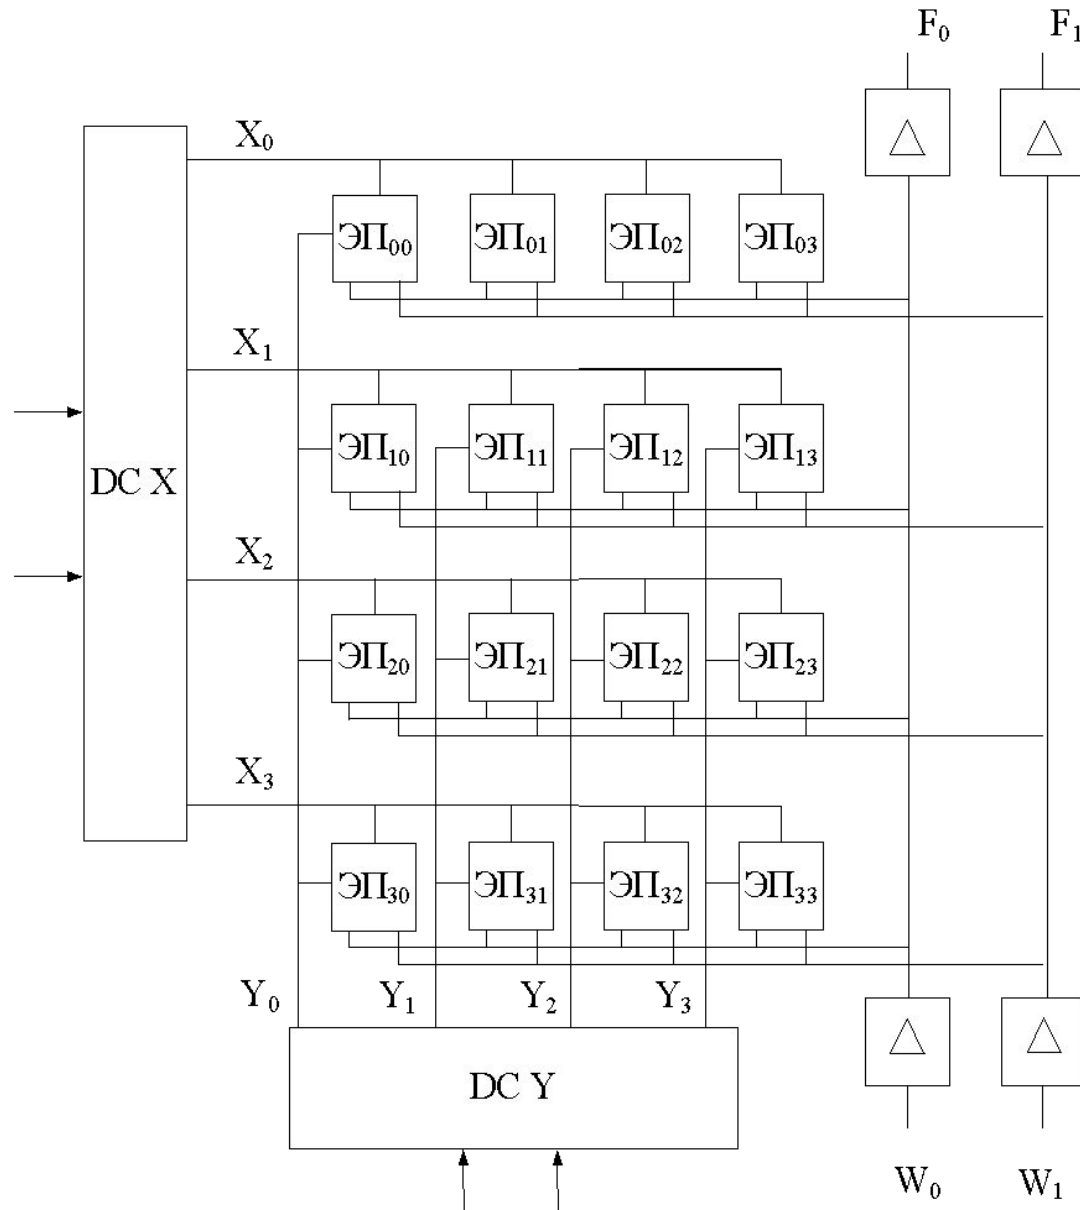 F₀ F₁
X₀
ЭП₀₀ ЭП₀₁ ЭП₀₂ ЭП₀₃
X₁
ЭП₁₀ ЭП₁₁ ЭП₁₂ ЭП₁₃
DC X
X₂
ЭП₂₀ ЭП₂₁ ЭП₂₂ ЭП₂₃
X₃
ЭП₃₀ ЭП₃₁ ЭП₃₂ ЭП₃₃
Y₀ Y₁ Y₂ Y₃
DC Y
W₀ W₁